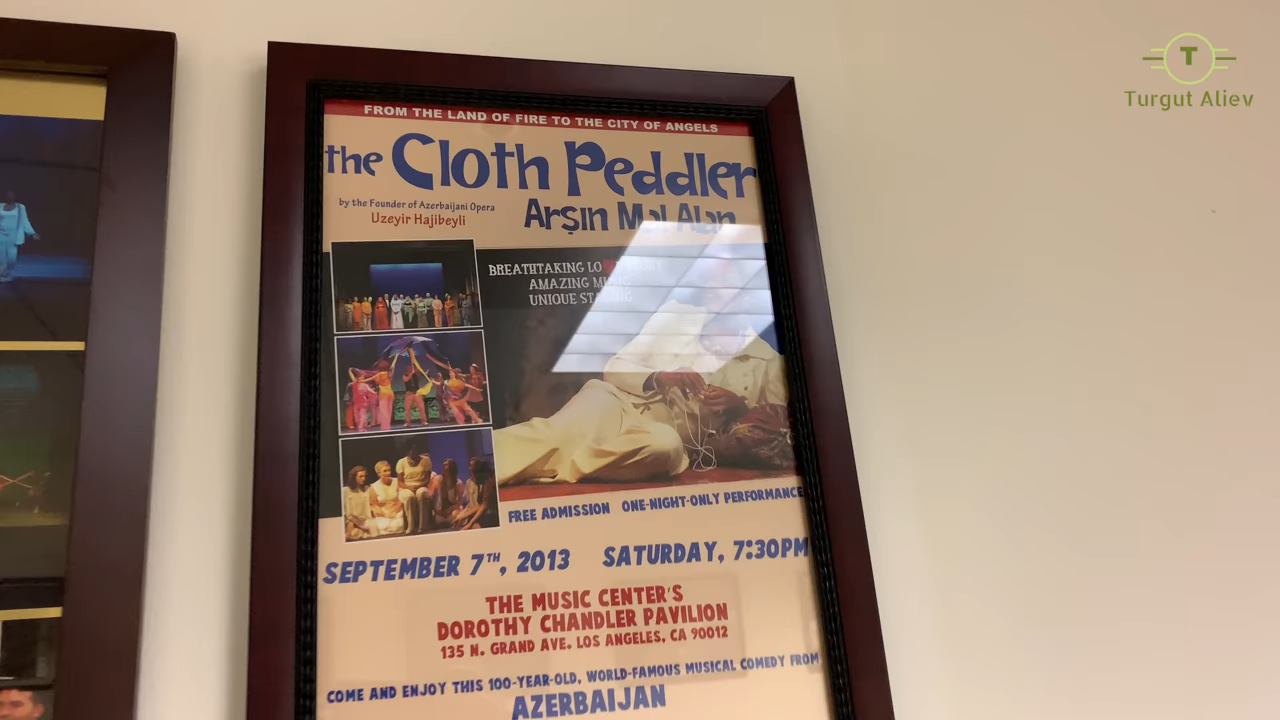 T
Turgut Aliev
FROM THE LAND OF FIRE TO THE CITY OF ANGELS
the Cloth Peddler
by the Founder of Azerbaijani Opera
Uzeyir Hajibeyli
Arşın Mal Alan
BREATHTAKING
AMAZING
UNIQUE
FREE ADMISSION ONE-NIGHT-ONLY PERFORMANCE
SEPTEMBER 7TH, 2013 SATURDAY, 7:30PM
THE MUSIC CENTER'S
DOROTHY CHANDLER PAVILION
135 N. GRAND AVE. LOS ANGELES, CA 90012
COME AND ENJOY THIS 100-YEAR-OLD, WORLD-FAMOUS MUSICAL COMEDY FROM
AZERBAIJAN